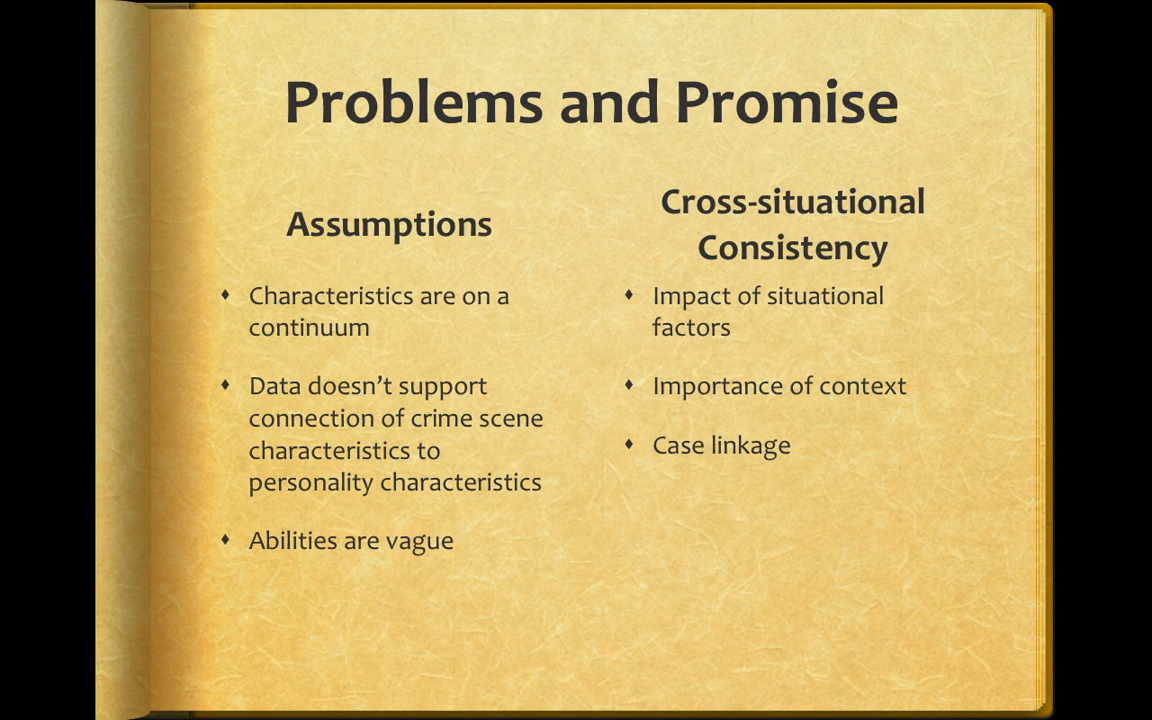 Problems and Promise
Assumptions
Characteristics are on a
continuum
Data doesn’t support
connection of crime scene
characteristics to
personality characteristics
Abilities are vague
Cross-situational
Consistency
Impact of situational
factors
Importance of context
Case linkage